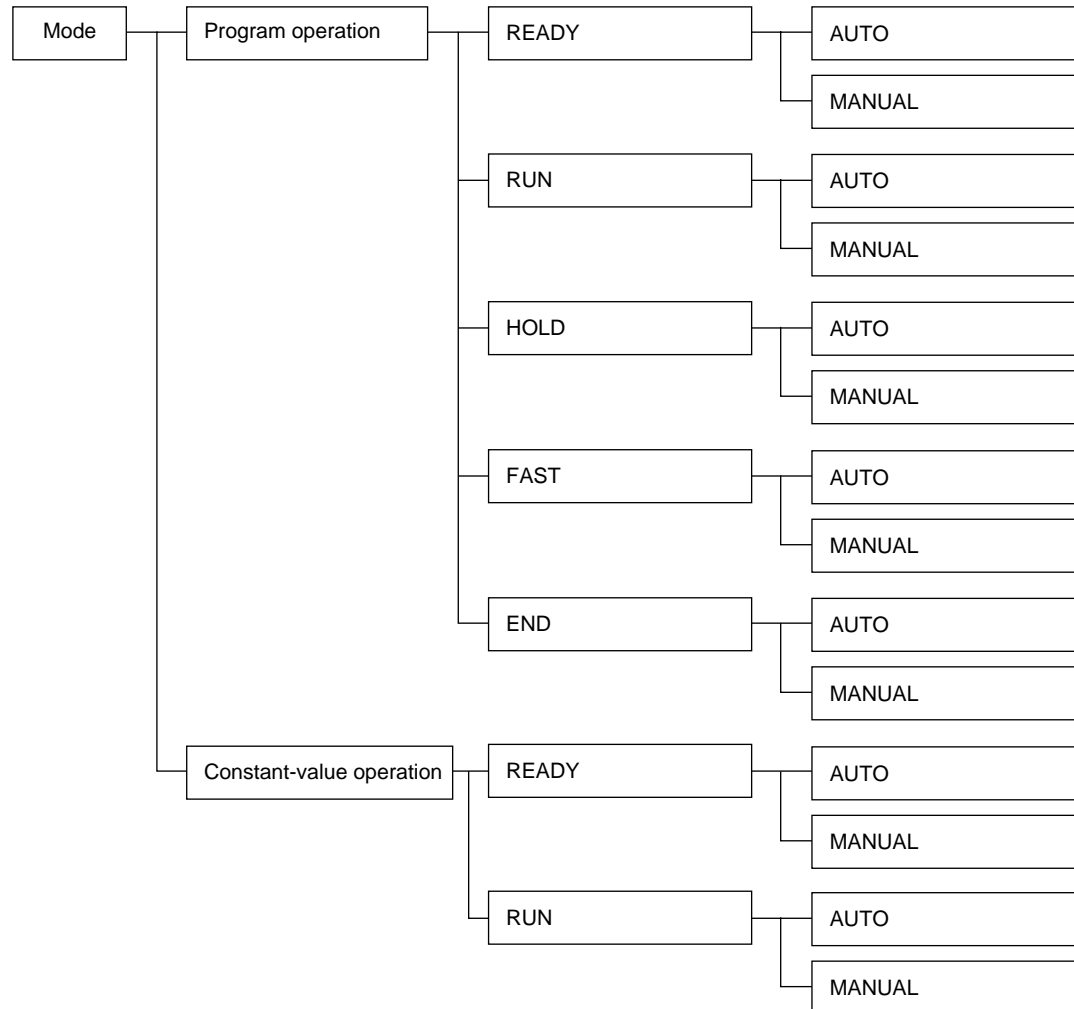 Mode
Program operation
READY
AUTO
MANUAL
RUN
AUTO
MANUAL
HOLD
AUTO
MANUAL
FAST
AUTO
MANUAL
END
AUTO
MANUAL
Constant-value operation
READY
AUTO
MANUAL
RUN
AUTO
MANUAL